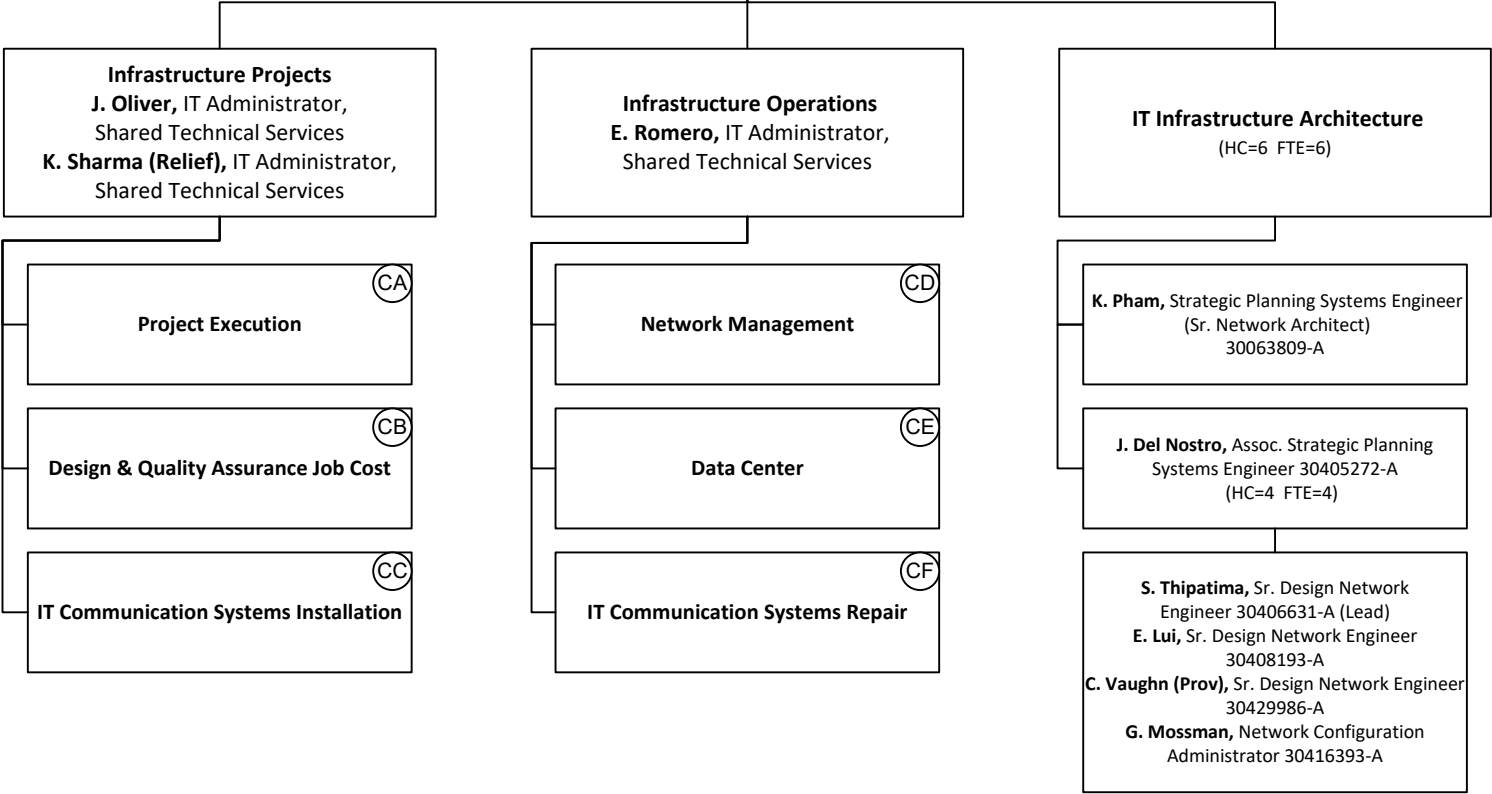 Infrastructure Projects
J. Oliver, IT Administrator,
Shared Technical Services
K. Sharma (Relief), IT Administrator,
Shared Technical Services
CA
Project Execution
CB
Design & Quality Assurance Job Cost
CC
IT Communication Systems Installation
Infrastructure Operations
E. Romero, IT Administrator,
Shared Technical Services
CD
Network Management
CE
Data Center
CF
IT Communication Systems Repair
IT Infrastructure Architecture
(HC=6 FTE=6)
K. Pham, Strategic Planning Systems Engineer
(Sr. Network Architect)
30063809-A
J. Del Nostro, Assoc. Strategic Planning
Systems Engineer 30405272-A
(HC=4 FTE=4)
S. Thipatima, Sr. Design Network
Engineer 30406631-A (Lead)
E. Lui, Sr. Design Network Engineer
30408193-A
C. Vaughn (Prov), Sr. Design Network Engineer
30429986-A
G. Mossman, Network Configuration
Administrator 30416393-A